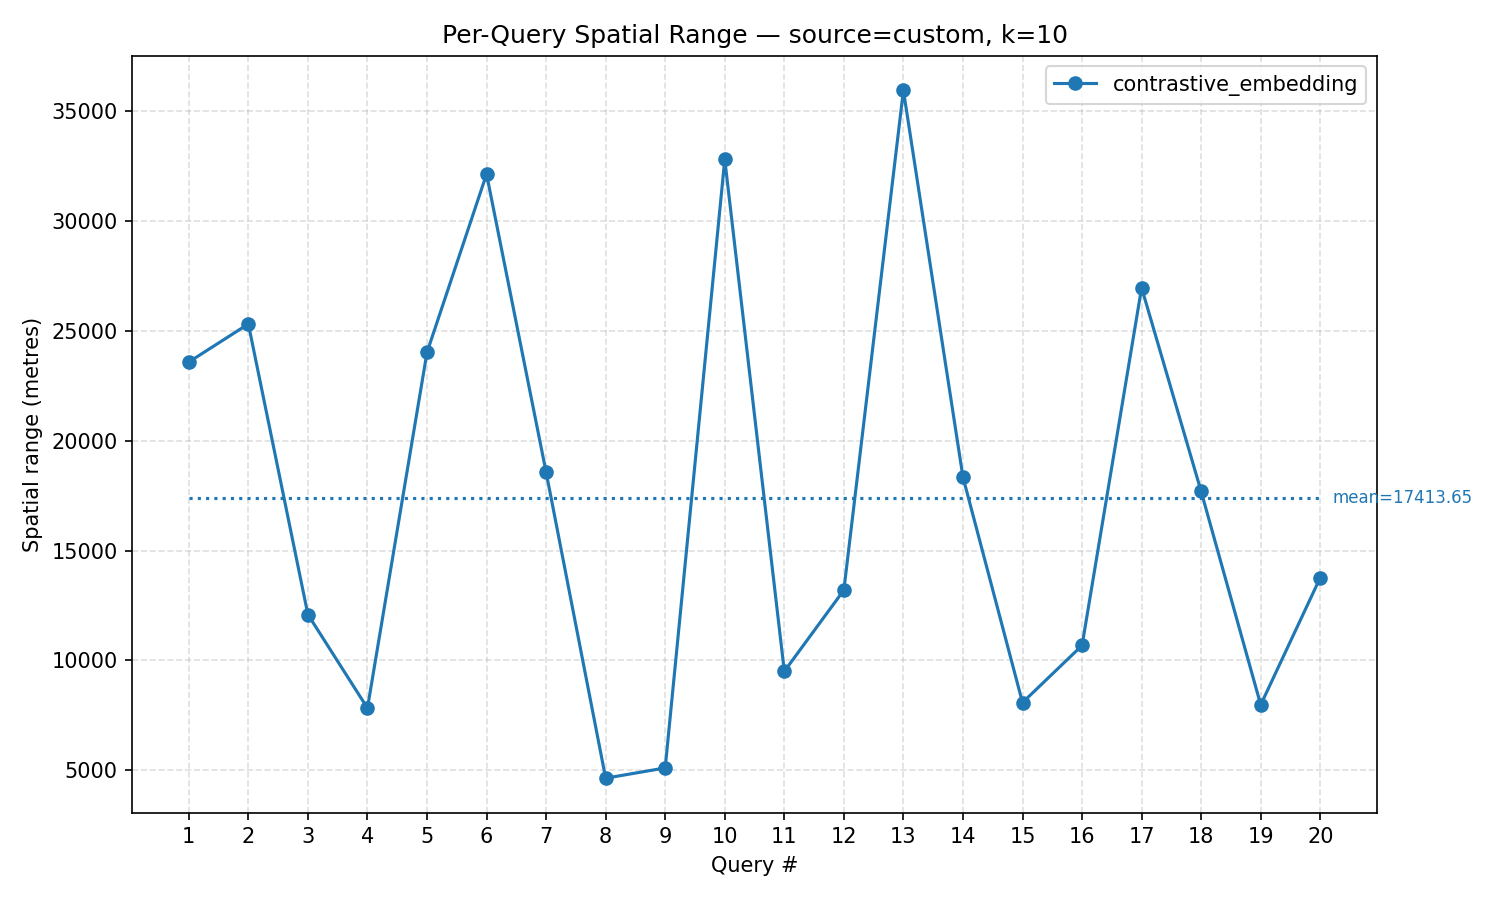 Per-Query Spatial Range — source=custom, k=10
contrastive_embedding
35000
30000
25000
20000
15000
10000
5000
Spatial range (metres)
mean=17413.65
1 2 3 4 5 6 7 8 9 10 11 12 13 14 15 16 17 18 19 20
Query #